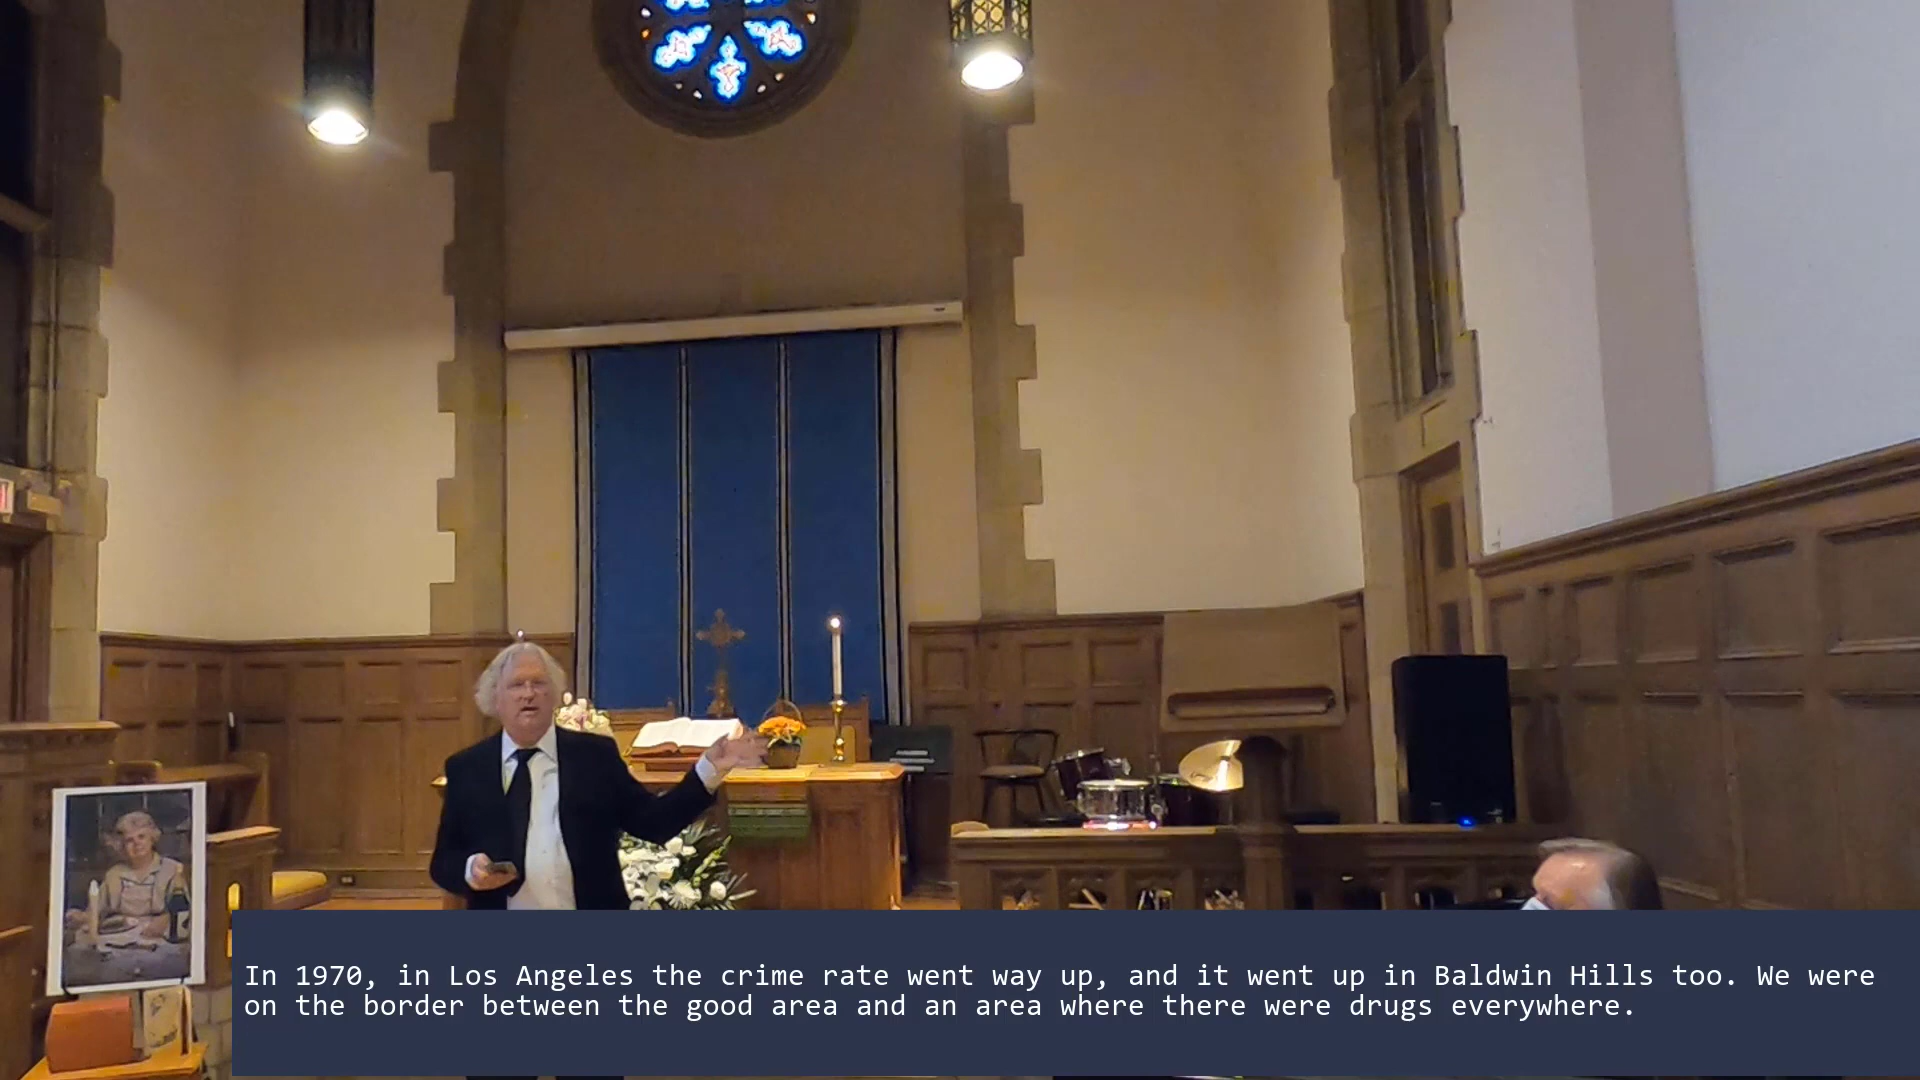 In 1970, in Los Angeles the crime rate went way up, and it went up in Baldwin Hills too. We were
on the border between the good area and an area where there were drugs everywhere.